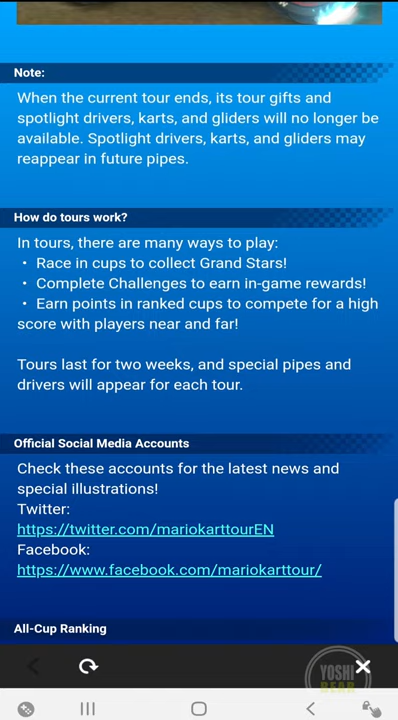 Note:
When the current tour ends, its tour gifts and
spotlight drivers, karts, and gliders will no longer be
available. Spotlight drivers, karts, and gliders may
reappear in future pipes.
How do tours work?
In tours, there are many ways to play:
・ Race in cups to collect Grand Stars!
・ Complete Challenges to earn in-game rewards!
・ Earn points in ranked cups to compete for a high
score with players near and far!
Tours last for two weeks, and special pipes and
drivers will appear for each tour.
Official Social Media Accounts
Check these accounts for the latest news and
special illustrations!
Twitter:
https://twitter.com/mariokarttourEN
Facebook:
https://www.facebook.com/mariokarttour/
All-Cup Ranking
YOSHI
BEAR